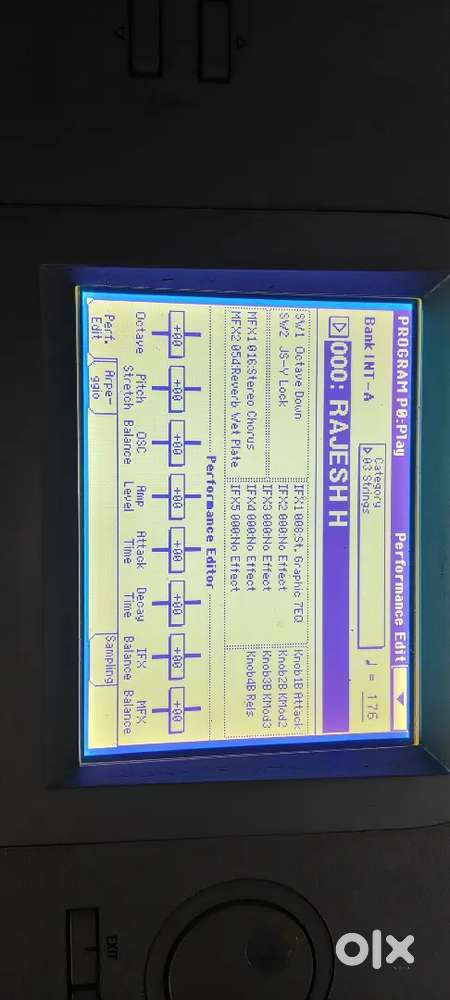 PROGRAM P0:Play Performance Edit
Bank INT-A
Category
03:Strings
♩ = 176
000: RAJESH H
SW1 Octave Down
SW2 JS-Y Lock
MFX1 016:Stereo Chorus
MFX2 054:Reverb Wet Plate
IFX1 008:St. Graphic 7EQ
IFX2 000:No Effect
IFX3 000:No Effect
IFX4 000:No Effect
IFX5 000:No Effect
Knob1B Attack
Knob2B KMod2
Knob3B KMod3
Knob4B Rels
Performance Editor
+00 +00 +00 +00 +00 +00 +00 +00
Octave Pitch Stretch OSC Balance Amp Level Attack Time Decay Time IFX Balance MFX Balance
Perf. Edit Arpe-ggio Sampling
EXIT
olx